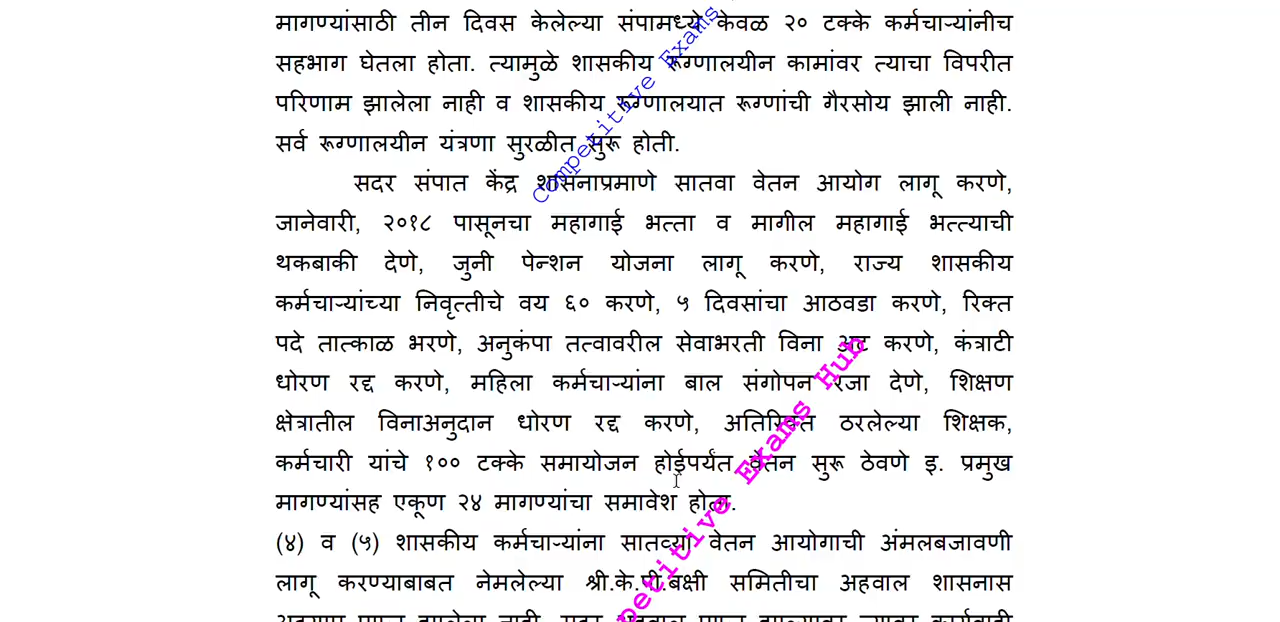 मागण्यांसाठी तीन दिवस केलेल्या संपामध्ये केवळ २० टक्के कर्मचाऱ्यांनीच
सहभाग घेतला होता. त्यामुळे शासकीय रूग्णालयीन कामांवर त्याचा विपरीत
परिणाम झालेला नाही व शासकीय रूग्णालयात रूग्णांची गैरसोय झाली नाही.
सर्व रूग्णालयीन यंत्रणा सुरळीत सुरू होती.
सदर संपात केंद्र शासनाप्रमाणे सातवा वेतन आयोग लागू करणे,
जानेवारी, २०१८ पासूनचा महागाई भत्ता व मागील महागाई भत्त्याची
थकबाकी देणे, जुनी पेन्शन योजना लागू करणे, राज्य शासकीय
कर्मचाऱ्यांच्या निवृत्तीचे वय ६० करणे, ५ दिवसांचा आठवडा करणे, रिक्त
पदे तात्काळ भरणे, अनुकंपा तत्वावरील सेवाभरती विना अट करणे, कंत्राटी
धोरण रद्द करणे, महिला कर्मचाऱ्यांना बाल संगोपन रजा देणे, शिक्षण
क्षेत्रातील विनाअनुदान धोरण रद्द करणे, अतिरिक्त ठरलेल्या शिक्षक,
कर्मचारी यांचे १०० टक्के समायोजन होईपर्यंत वेतन सुरू ठेवणे इ. प्रमुख
मागण्यांसह एकूण २४ मागण्यांचा समावेश होता.
(४) व (५) शासकीय कर्मचाऱ्यांना सातव्या वेतन आयोगाची अंमलबजावणी
लागू करण्याबाबत नेमलेल्या श्री.के.पी.बक्षी समितीचा अहवाल शासनास
Competitive Exams
petitive Exams Hub